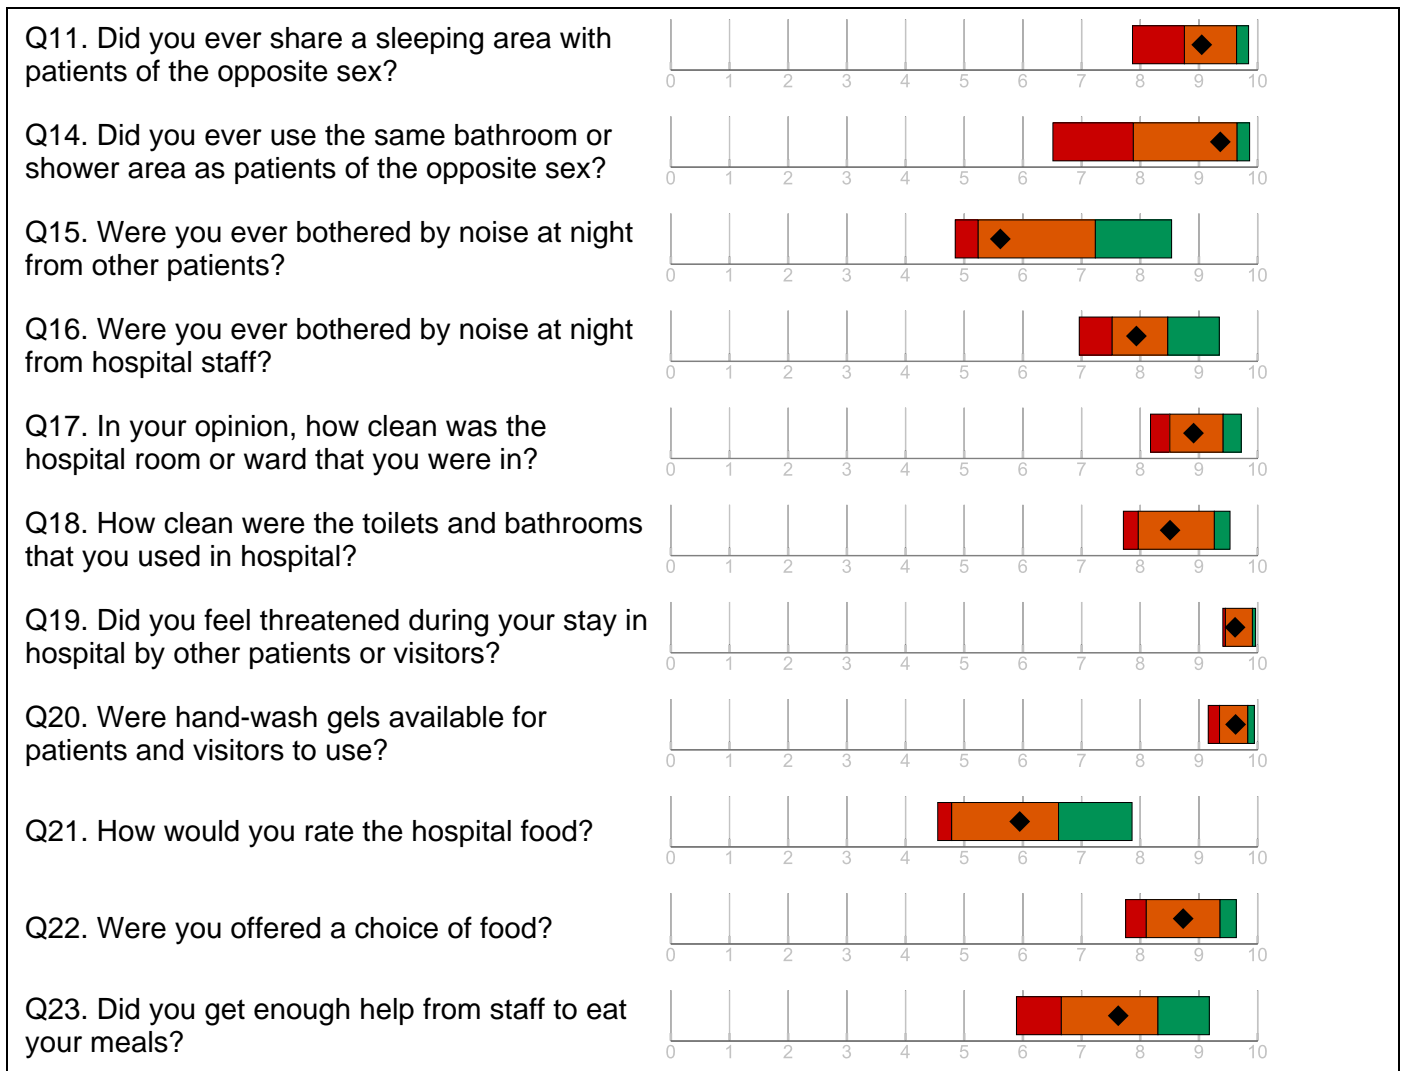 Q11. Did you ever share a sleeping area with
patients of the opposite sex?
0 1 2 3 4 5 6 7 8 9 10
Q14. Did you ever use the same bathroom or
shower area as patients of the opposite sex?
0 1 2 3 4 5 6 7 8 9 10
Q15. Were you ever bothered by noise at night
from other patients?
0 1 2 3 4 5 6 7 8 9 10
Q16. Were you ever bothered by noise at night
from hospital staff?
0 1 2 3 4 5 6 7 8 9 10
Q17. In your opinion, how clean was the
hospital room or ward that you were in?
0 1 2 3 4 5 6 7 8 9 10
Q18. How clean were the toilets and bathrooms
that you used in hospital?
0 1 2 3 4 5 6 7 8 9 10
Q19. Did you feel threatened during your stay in
hospital by other patients or visitors?
0 1 2 3 4 5 6 7 8 9 10
Q20. Were hand-wash gels available for
patients and visitors to use?
0 1 2 3 4 5 6 7 8 9 10
Q21. How would you rate the hospital food?
0 1 2 3 4 5 6 7 8 9 10
Q22. Were you offered a choice of food?
0 1 2 3 4 5 6 7 8 9 10
Q23. Did you get enough help from staff to eat
your meals?
0 1 2 3 4 5 6 7 8 9 10